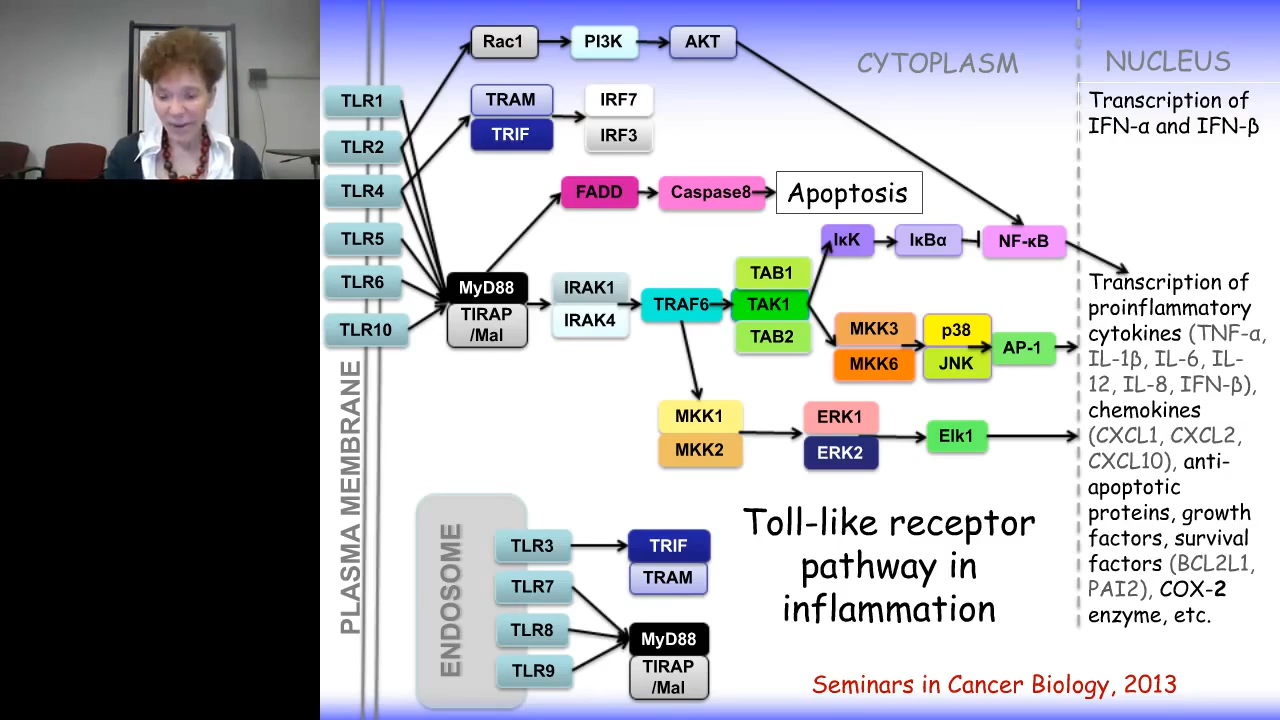 Rac1
PI3K
AKT
CYTOPLASM
NUCLEUS
TLR1
TLR2
TLR4
TLR5
TLR6
TLR10
TRAM
TRIF
IRF7
IRF3
Transcription of
IFN-α and IFN-β
FADD
Caspase8
Apoptosis
IκK
IκBα
NF-κB
MyD88
TIRAP
/Mal
IRAK1
IRAK4
TRAF6
TAB1
TAK1
TAB2
MKK3
MKK6
p38
JNK
AP-1
MKK1
MKK2
ERK1
ERK2
Elk1
Transcription of
proinflammatory
cytokines (TNF-α,
IL-1β, IL-6, IL-
12, IL-8, IFN-β),
chemokines
(CXCL1, CXCL2,
CXCL10), anti-
apoptotic
proteins, growth
factors, survival
factors (BCL2L1,
PAI2), COX-2
enzyme, etc.
PLASMA MEMBRANE
ENDOSOME
TLR3
TLR7
TLR8
TLR9
TRIF
TRAM
MyD88
TIRAP
/Mal
Toll-like receptor
pathway in
inflammation
Seminars in Cancer Biology, 2013